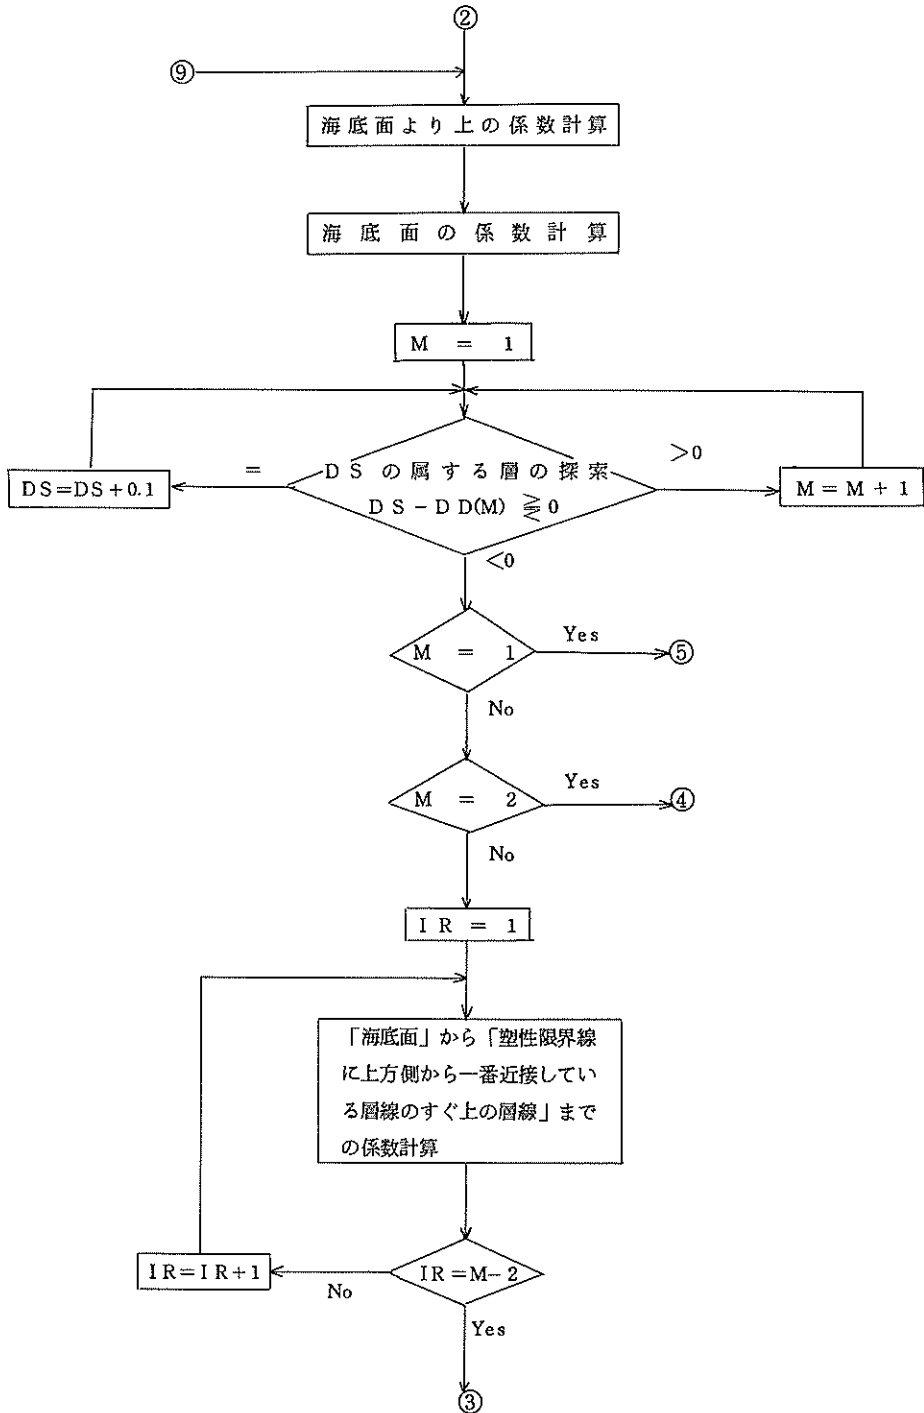 ②
⑨
海底面より上の係数計算
海底面の係数計算
M = 1
= DSの属する層の探索 >0
DS=DS+0.1 DS-DD(M) ⪌ 0 M=M+1
<0
M = 1 Yes ⑤
No
M = 2 Yes ④
No
IR = 1
「海底面」から「塑性限界線
に上方側から一番近接してい
る層線のすぐ上の層線」まで
の係数計算
IR=IR+1 No IR=M-2
Yes
③